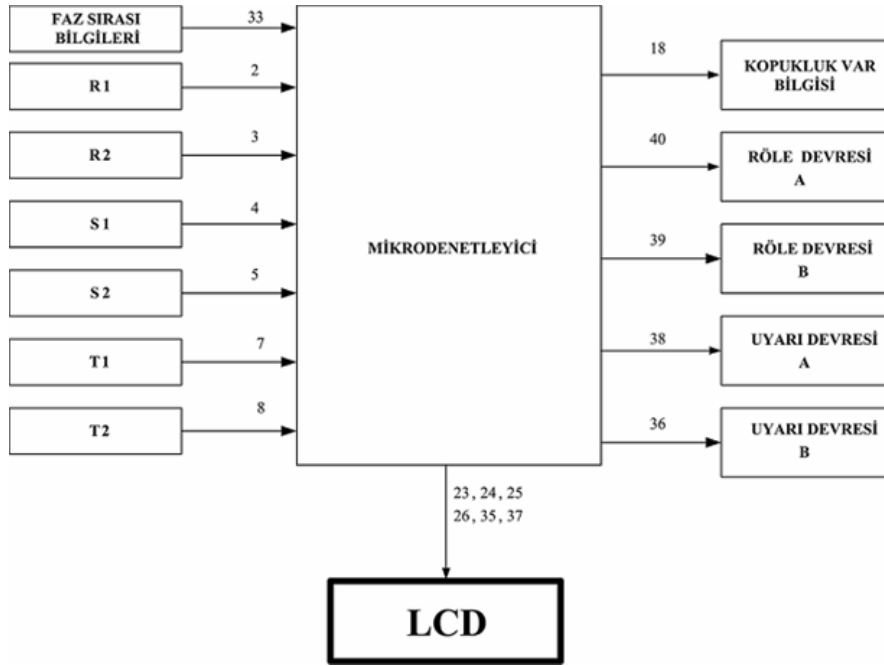 FAZ SIRASI
BİLGİLERİ
33
R1
2
R2
3
S1
4
S2
5
T1
7
T2
8
MİKRODENETLEYİCİ
18
KOPUKLUK VAR
BİLGİSİ
40
RÖLE DEVRESİ
A
39
RÖLE DEVRESİ
B
38
UYARI DEVRESİ
A
36
UYARI DEVRESİ
B
23, 24, 25
26, 35, 37
LCD